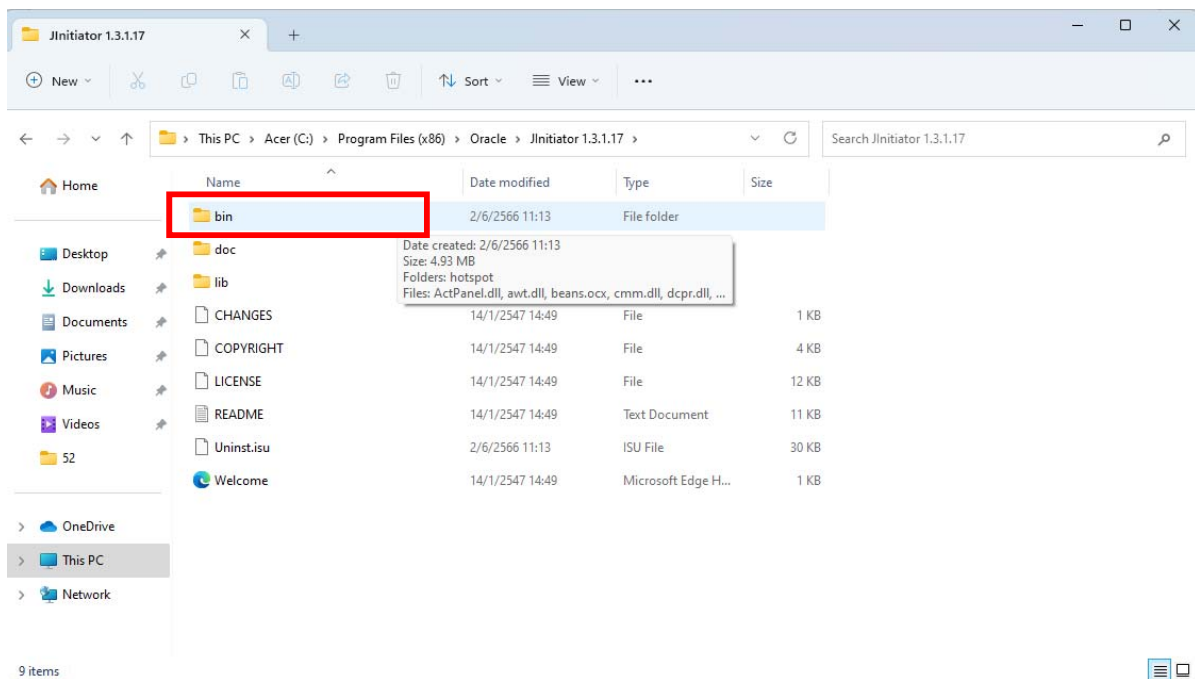 JInitiator 1.3.1.17
New
Sort
View
This PC > Acer (C:) > Program Files (x86) > Oracle > JInitiator 1.3.1.17 >
Search JInitiator 1.3.1.17
Home
Desktop
Downloads
Documents
Pictures
Music
Videos
52
OneDrive
This PC
Network
Name Date modified Type Size
bin 2/6/2566 11:13 File folder
doc
lib
Date created: 2/6/2566 11:13
Size: 4.93 MB
Folders: hotspot
Files: ActPanel.dll, awt.dll, beans.ocx, cmm.dll, dcpr.dll, ...
CHANGES 14/1/2547 14:49 File 1 KB
COPYRIGHT 14/1/2547 14:49 File 4 KB
LICENSE 14/1/2547 14:49 File 12 KB
README 14/1/2547 14:49 Text Document 11 KB
Uninst.isu 2/6/2566 11:13 ISU File 30 KB
Welcome 14/1/2547 14:49 Microsoft Edge H... 1 KB
9 items